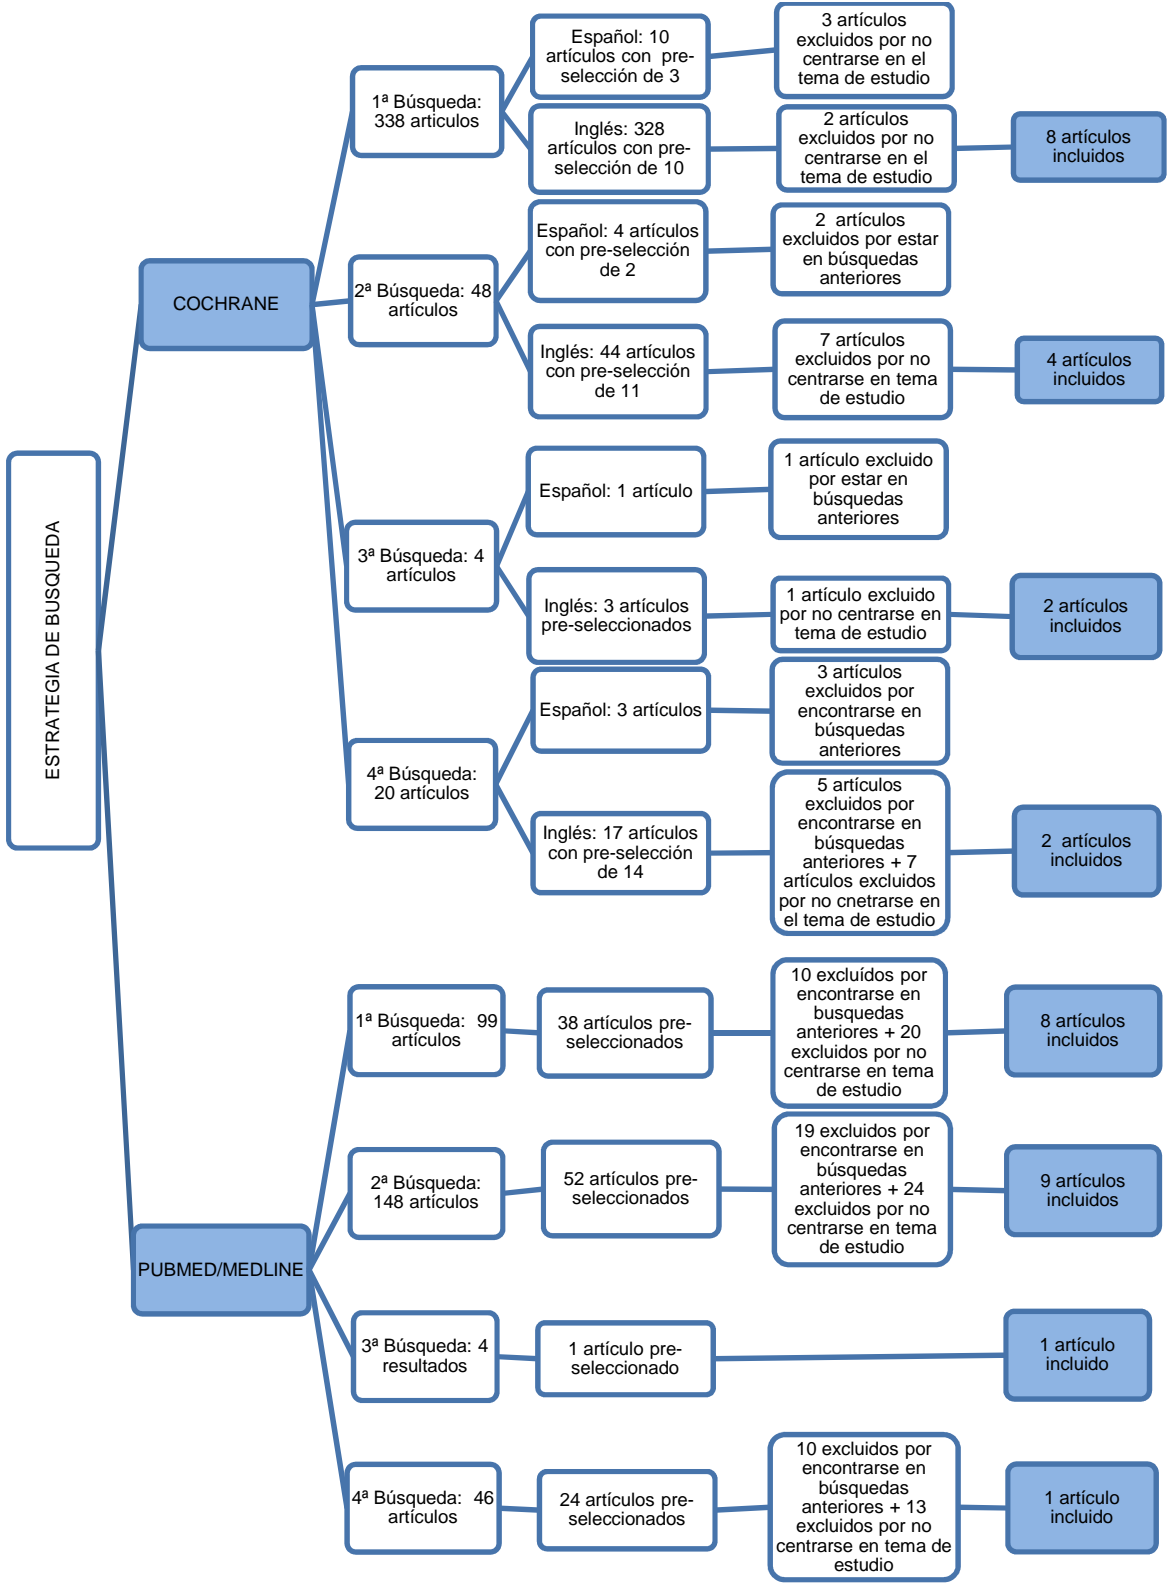 ESTRATEGIA DE BUSQUEDA
COCHRANE
1ª Búsqueda:
338 articulos
Español: 10
artículos con pre-
selección de 3
3 artículos
excluidos por no
centrarse en el
tema de estudio
Inglés: 328
artículos con pre-
selección de 10
2 artículos
excluidos por no
centrarse en el
tema de estudio
8 artículos
incluidos
2ª Búsqueda: 48
artículos
Español: 4 artículos
con pre-selección
de 2
2 artículos
excluidos por estar
en búsquedas
anteriores
Inglés: 44 artículos
con pre-selección
de 11
7 artículos
excluidos por no
centrarse en tema
de estudio
4 artículos
incluidos
3ª Búsqueda: 4
artículos
Español: 1 artículo
1 artículo excluido
por estar en
búsquedas
anteriores
Inglés: 3 artículos
pre-seleccionados
1 artículo excluido
por no centrarse en
tema de estudio
2 artículos
incluidos
4ª Búsqueda:
20 artículos
Español: 3 artículos
3 artículos
excluidos por
encontrarse en
búsquedas
anteriores
Inglés: 17 artículos
con pre-selección
de 14
5 artículos
excluidos por
encontrarse en
búsquedas
anteriores + 7
artículos excluidos
por no cnetrarse en
el tema de estudio
2 artículos
incluidos
PUBMED/MEDLINE
1ª Búsqueda: 99
artículos
38 artículos pre-
seleccionados
10 excluídos por
encontrarse en
busquedas
anteriores + 20
excluidos por no
centrarse en tema
de estudio
8 artículos
incluidos
2ª Búsqueda:
148 artículos
52 artículos pre-
seleccionados
19 excluidos por
encontrarse en
búsquedas
anteriores + 24
excluidos por no
centrarse en tema
de estudio
9 artículos
incluidos
3ª Búsqueda: 4
resultados
1 artículo pre-
seleccionado
1 artículo
incluido
4ª Búsqueda: 46
artículos
24 artículos pre-
seleccionados
10 excluidos por
encontrarse en
búsquedas
anteriores + 13
excluidos por no
centrarse en tema de
estudio
1 artículo
incluido